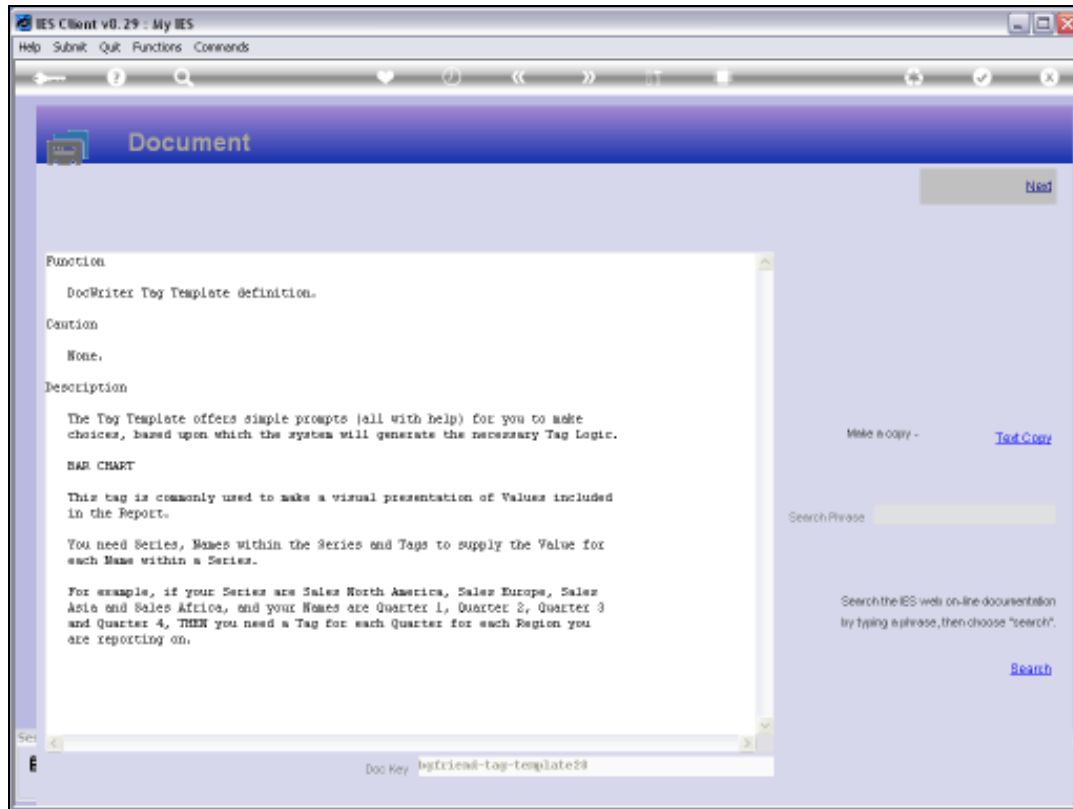 IES Client v8.29 : My IES
Help Submit Quit Functions Commands
Document
Next
Function
DocWriter Tag Template definition.
Caution
None.
Description
The Tag Template offers simple prompts (all with help) for you to make
choices, based upon which the system will generate the necessary Tag Logic.
BAR CHART
This tag is commonly used to make a visual presentation of Values included
in the Report.
You need Series, Names within the Series and Tags to supply the Value for
each Name within a Series.
For example, if your Series are Sales North America, Sales Europe, Sales
Asia and Sales Africa, and your Names are Quarter 1, Quarter 2, Quarter 3
and Quarter 4, THEN you need a Tag for each Quarter for each Region you
are reporting on.
Make a copy -
Text Copy
Search Phrase
Search the IES web on-line documentation
by typing a phrase, then choose "search".
Search
Doc Key